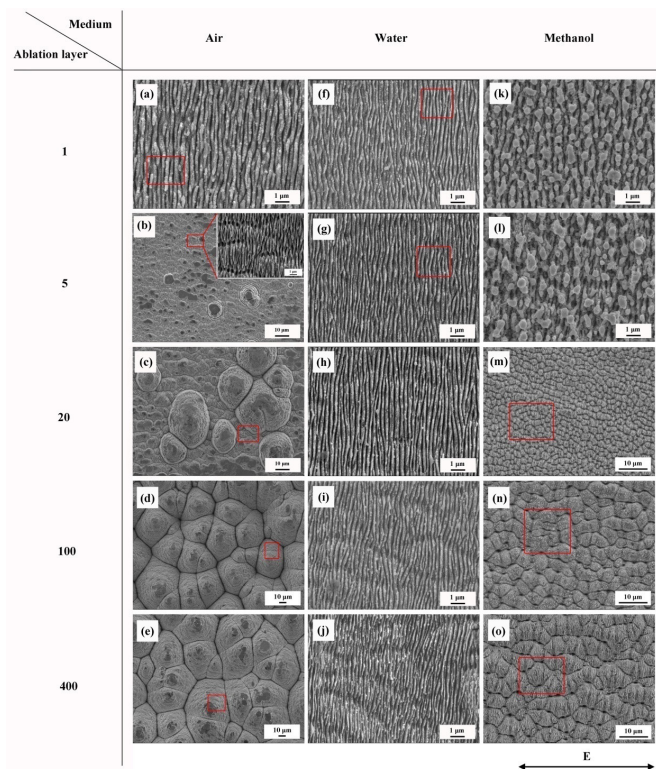 Medium
Ablation layer
Air
Water
Methanol
1
(a)
1 μm
(f)
1 μm
(k)
1 μm
5
(b)
1 μm
10 μm
(g)
1 μm
(l)
1 μm
20
(c)
10 μm
(h)
1 μm
(m)
10 μm
100
(d)
10 μm
(i)
1 μm
(n)
10 μm
400
(e)
10 μm
(j)
1 μm
(o)
10 μm
E